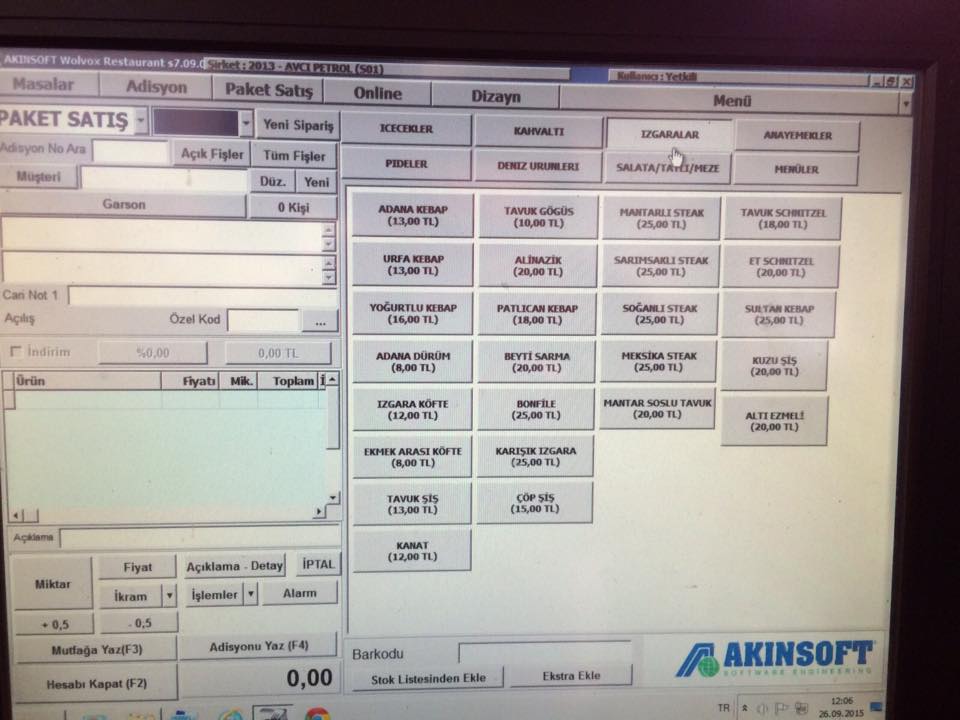 AKINSOFT Wolvox Restaurant s7.09.0
Şirket : 2013 - AVCI PETROL (S01)
Kullanıcı : Yetkili
Masalar Adisyon Paket Satış Online Dizayn Menü
PAKET SATIŞ Yeni Sipariş
Adisyon No Ara Açık Fişler Tüm Fişler
Müşteri Düz. Yeni
Garson 0 Kişi
Cari Not 1
Açılış Özel Kod ...
İndirim %0,00 0,00 TL
Ürün Fiyatı Mik. Toplam İ
Açıklama
Miktar Fiyat Açıklama - Detay İPTAL
İkram İşlemler Alarm
+ 0,5 - 0,5
Mutfağa Yaz(F3) Adisyonu Yaz (F4)
Hesabı Kapat (F2) 0,00
ICECEKLER KAHVALTI IZGARALAR ANAYEMEKLER
PIDELER DENIZ URUNLERI SALATA/TATLI/MEZE MENÜLER
ADANA KEBAP TAVUK GÖGÜS MANTARLI STEAK TAVUK SCHNITZEL
(13,00 TL) (10,00 TL) (25,00 TL) (18,00 TL)
URFA KEBAP ALİNAZİK SARIMSAKLI STEAK ET SCHNITZEL
(13,00 TL) (20,00 TL) (25,00 TL) (20,00 TL)
YOĞURTLU KEBAP PATLICAN KEBAP SOĞANLI STEAK SULTAN KEBAP
(16,00 TL) (18,00 TL) (25,00 TL) (25,00 TL)
ADANA DÜRÜM BEYTİ SARMA MEKSİKA STEAK KUZU ŞİŞ
(8,00 TL) (20,00 TL) (25,00 TL) (20,00 TL)
IZGARA KÖFTE BONFİLE MANTAR SOSLU TAVUK ALTI EZMELİ
(12,00 TL) (25,00 TL) (20,00 TL) (20,00 TL)
EKMEK ARASI KÖFTE KARIŞIK IZGARA
(8,00 TL) (25,00 TL)
TAVUK ŞİŞ ÇÖP ŞİŞ
(13,00 TL) (15,00 TL)
KANAT
(12,00 TL)
Barkodu
Stok Listesinden Ekle Ekstra Ekle
AKINSOFT
SOFTWARE ENGINEERING
TR 12:06
26.09.2015